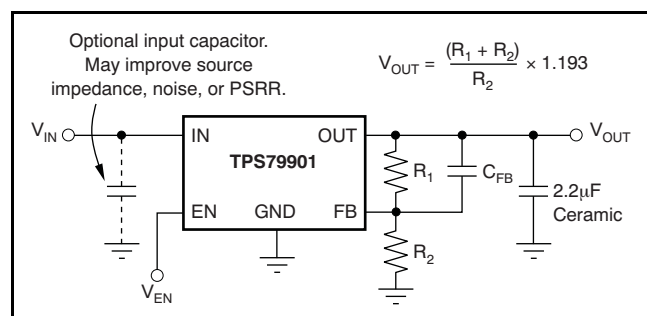 Optional input capacitor.
May improve source
impedance, noise, or PSRR.
V_OUT = (R_1 + R_2) / R_2 × 1.193
V_IN
IN
OUT
V_OUT
TPS79901
R_1
C_FB
2.2μF
Ceramic
EN
GND
FB
R_2
V_EN